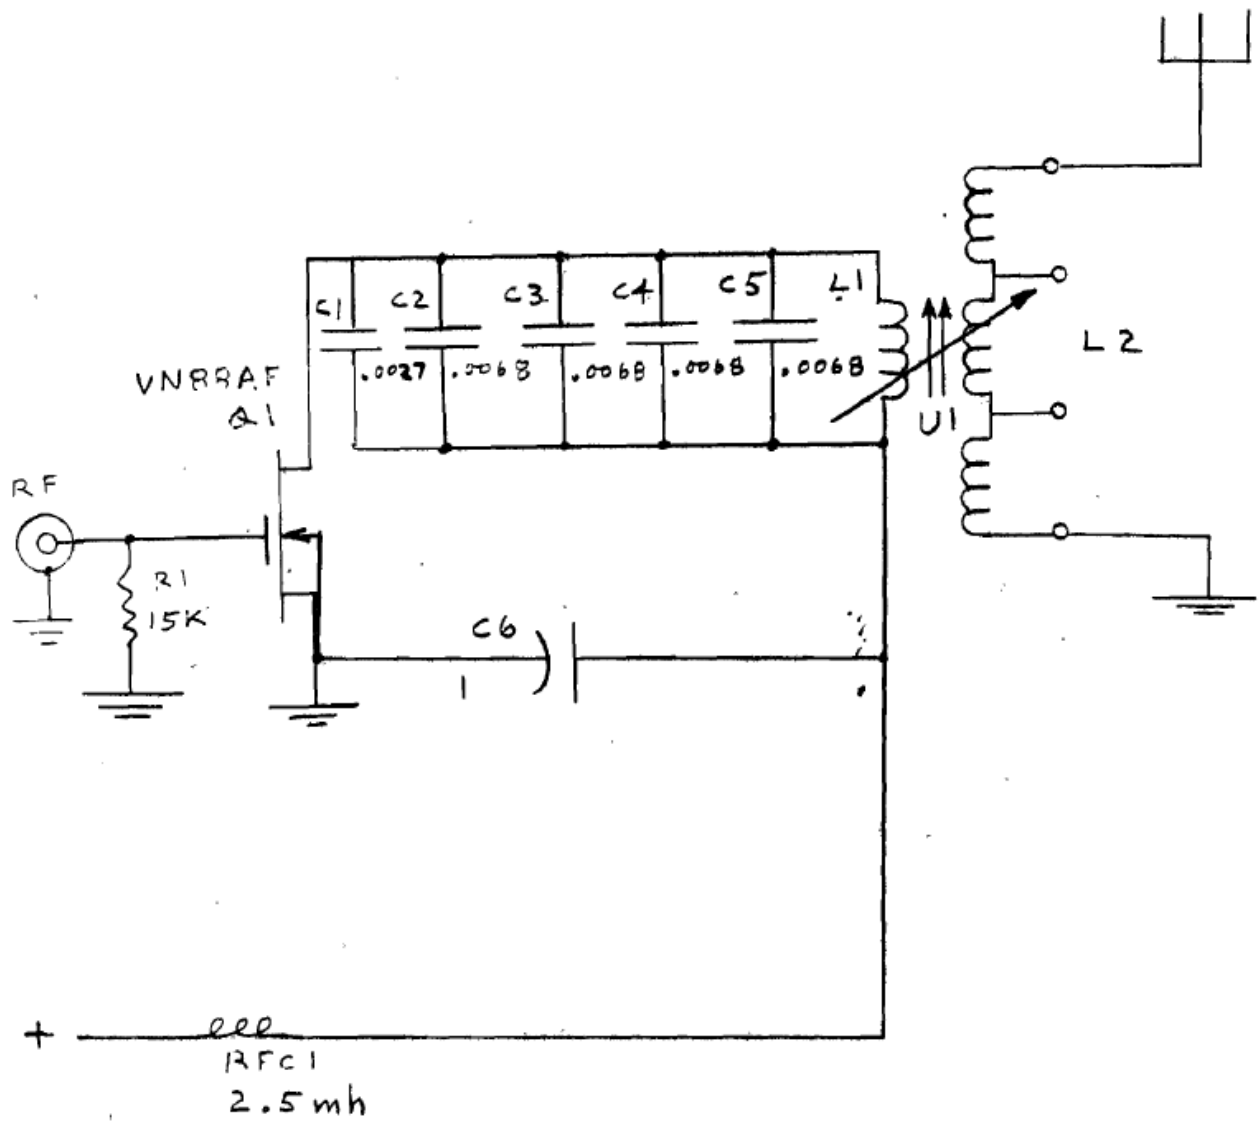 C1
C2
C3
C4
C5
L1
.0027
.0068
.0068
.0068
.0068
L2
U1
VN88AF
Q1
RF
R1
15K
C6
1
+
RFC1
2.5mh